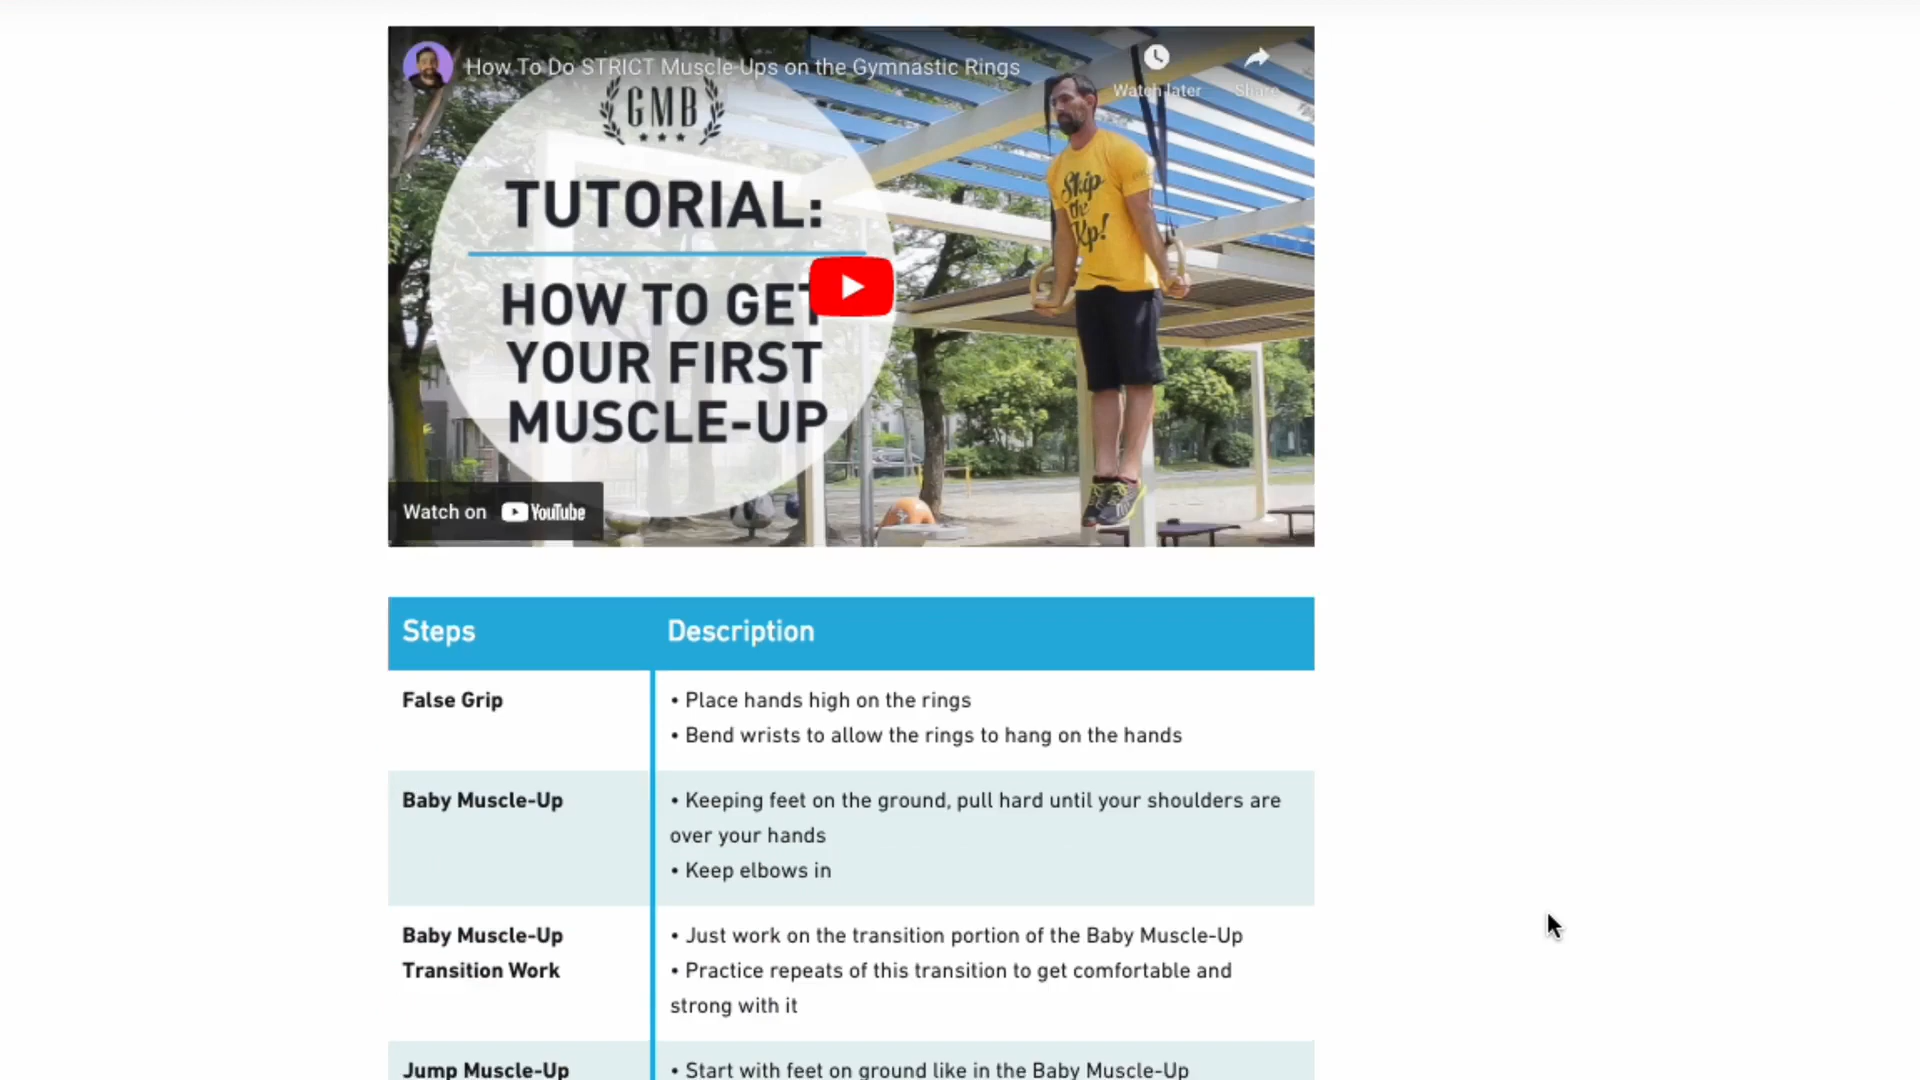 How To Do STRICT Muscle-Ups on the Gymnastic Rings
Watch later
Share
GMB
TUTORIAL:
HOW TO GET
YOUR FIRST
MUSCLE-UP
Skip
the
Kip!
Watch on YouTube
Steps Description
False Grip
• Place hands high on the rings
• Bend wrists to allow the rings to hang on the hands
Baby Muscle-Up
• Keeping feet on the ground, pull hard until your shoulders are
over your hands
• Keep elbows in
Baby Muscle-Up
Transition Work
• Just work on the transition portion of the Baby Muscle-Up
• Practice repeats of this transition to get comfortable and
strong with it
Jump Muscle-Up
• Start with feet on ground like in the Baby Muscle-Up